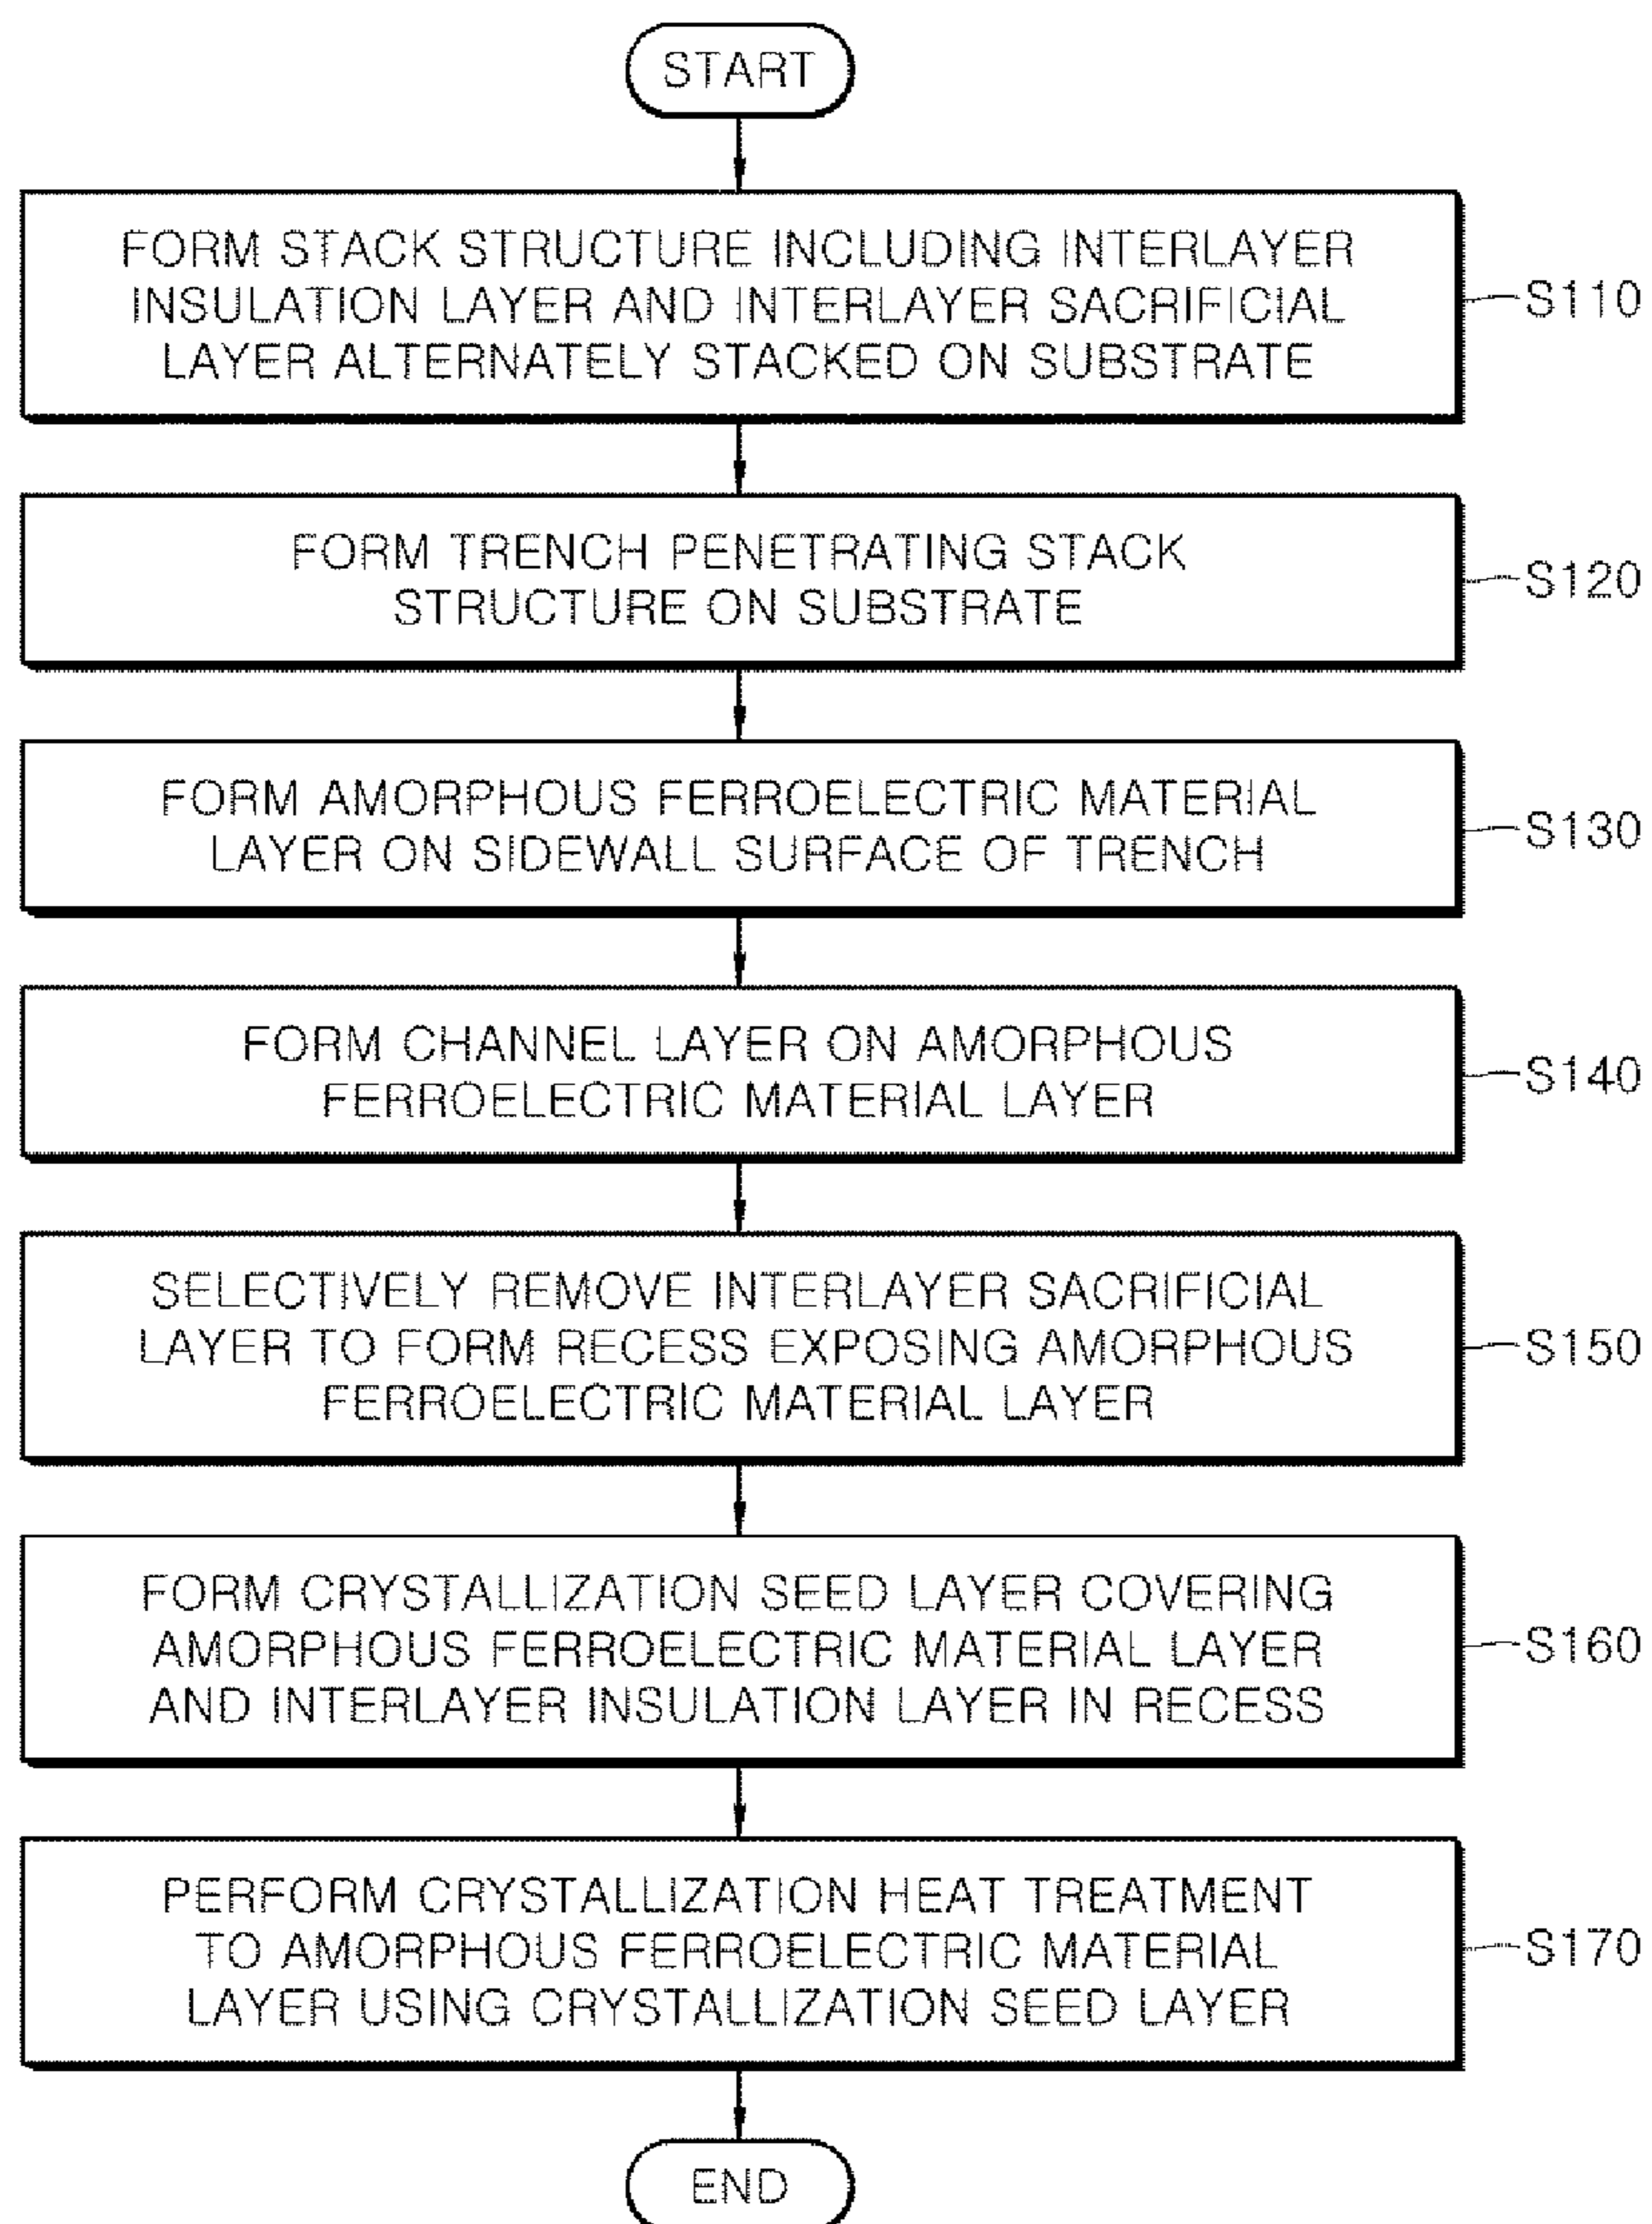 START
FORM STACK STRUCTURE INCLUDING INTERLAYER
INSULATION LAYER AND INTERLAYER SACRIFICIAL
LAYER ALTERNATELY STACKED ON SUBSTRATE
S110
FORM TRENCH PENETRATING STACK
STRUCTURE ON SUBSTRATE
S120
FORM AMORPHOUS FERROELECTRIC MATERIAL
LAYER ON SIDEWALL SURFACE OF TRENCH
S130
FORM CHANNEL LAYER ON AMORPHOUS
FERROELECTRIC MATERIAL LAYER
S140
SELECTIVELY REMOVE INTERLAYER SACRIFICIAL
LAYER TO FORM RECESS EXPOSING AMORPHOUS
FERROELECTRIC MATERIAL LAYER
S150
FORM CRYSTALLIZATION SEED LAYER COVERING
AMORPHOUS FERROELECTRIC MATERIAL LAYER
AND INTERLAYER INSULATION LAYER IN RECESS
S160
PERFORM CRYSTALLIZATION HEAT TREATMENT
TO AMORPHOUS FERROELECTRIC MATERIAL
LAYER USING CRYSTALLIZATION SEED LAYER
S170
END